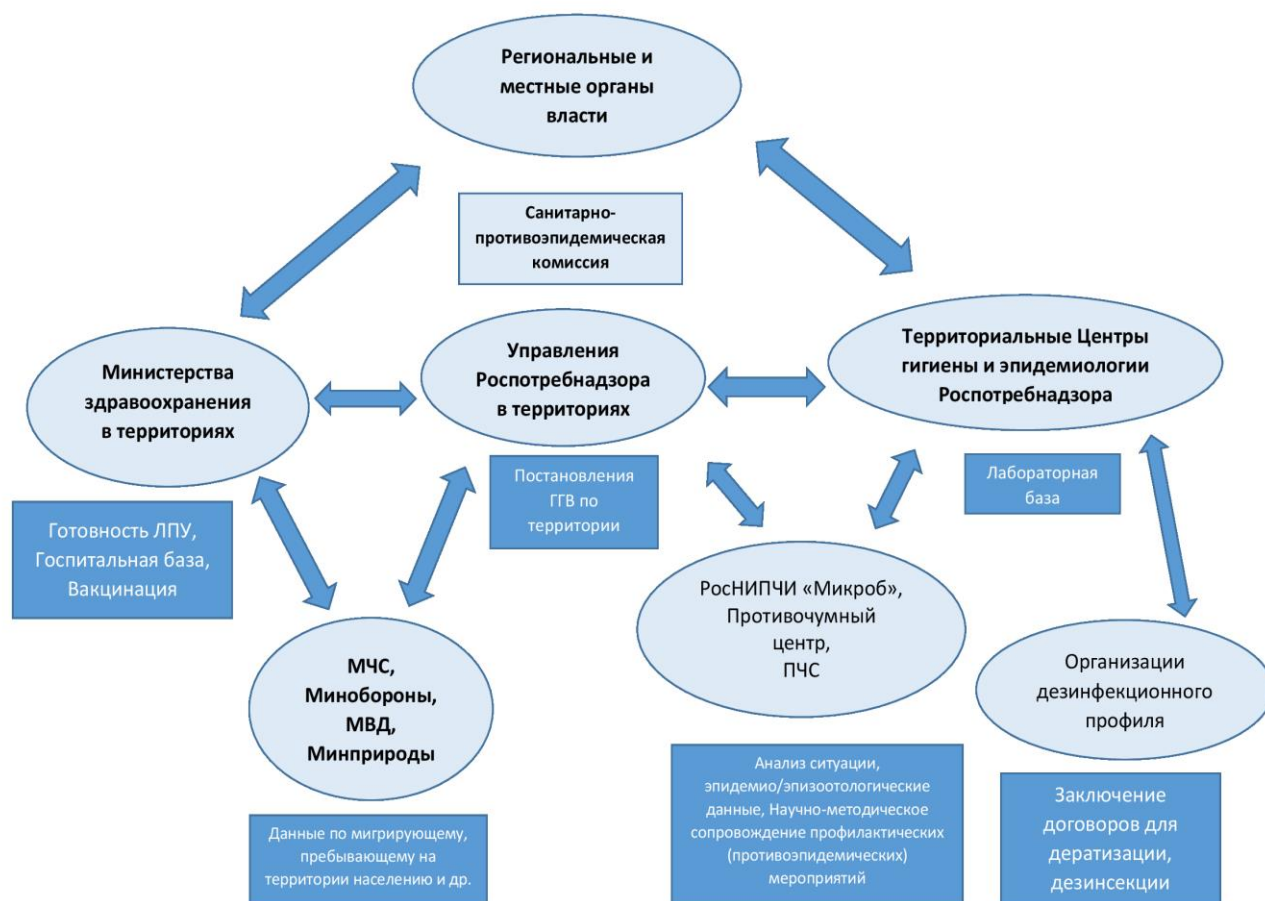 Региональные и
местные органы
власти
Санитарно-
противоэпидемическая
комиссия
Министерства
здравоохранения
в территориях
Управления
Роспотребнадзора
в территориях
Территориальные Центры
гигиены и эпидемиологии
Роспотребнадзора
Готовность ЛПУ,
Госпитальная база,
Вакцинация
Постановления
ГГВ по
территории
Лабораторная
база
МЧС,
Минобороны,
МВД,
Минприроды
РосНИПЧИ «Микроб»,
Противочумный
центр,
ПЧС
Организации
дезинфекционного
профиля
Данные по мигрирующему,
пребывающему на
территории населению и др.
Анализ ситуации,
эпидемио/эпизоотологические
данные, Научно-методическое
сопровождение профилактических
(противоэпидемических)
мероприятий
Заключение
договоров для
дератизации,
дезинсекции